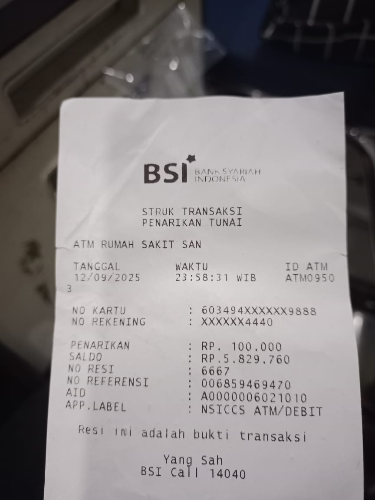 BSI BANK SYARIAH
INDONESIA
STRUK TRANSAKSI
PENARIKAN TUNAI
ATM RUMAH SAKIT SAN
TANGGAL WAKTU ID ATM
12/09/2025 23:58:31 WIB ATM0950
3
NO KARTU : 603494XXXXXX9888
NO REKENING : XXXXXX4440
PENARIKAN : RP. 100,000
SALDO : RP.5.829,760
NO RESI : 6667
NO REFERENSI : 006859469470
AID : A0000006021010
APP.LABEL : NSICCS ATM/DEBIT
Resi ini adalah bukti transaksi
Yang Sah
BSI Call 14040